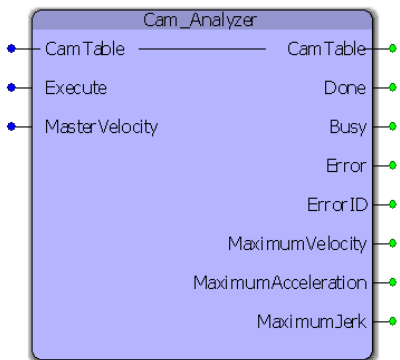 Cam_Analyzer
CamTable CamTable
Execute Done
MasterVelocity Busy
Error
ErrorID
MaximumVelocity
MaximumAcceleration
MaximumJerk